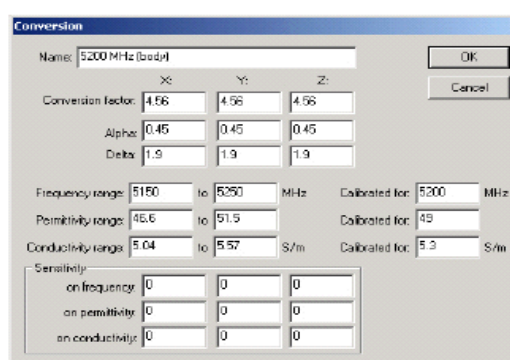 Conversion
Name: 5200 MHz (body)
OK
Cancel
X: Y: Z:
Conversion factor: 4.56 4.56 4.56
Alpha: 0.45 0.45 0.45
Delta: 1.9 1.9 1.9
Frequency range: 5150 to 5250 MHz Calibrated for: 5200 MHz
Permittivity range: 46.6 to 51.5 Calibrated for: 49
Conductivity range: 5.04 to 5.57 S/m Calibrated for: 5.3 S/m
Sensitivity
on frequency: 0 0 0
on permittivity: 0 0 0
on conductivity: 0 0 0